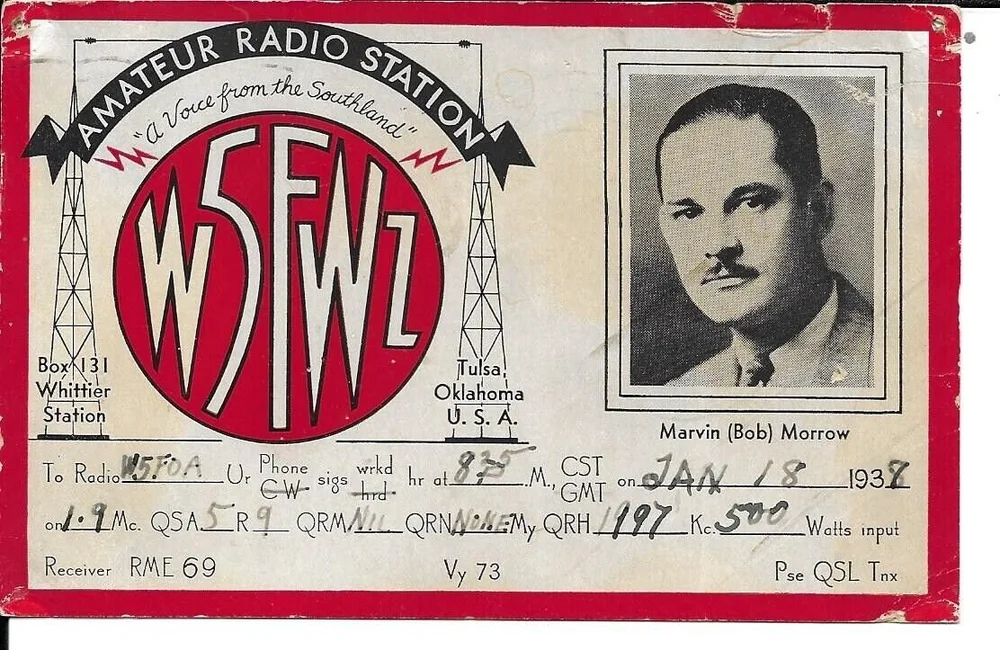 AMATEUR RADIO STATION
"A Voice from the Southland"
W5FWZ
Box 131
Whittier
Station
Tulsa,
Oklahoma
U. S. A.
Marvin (Bob) Morrow
To Radio W5FOA Ur Phone CW sigs wrkd hrd hr at 835 .M., CST GMT on JAN 18 1938
on 1.9 Mc. QSA 5 R 9 QRM NIL QRN NONE My QRH 1997 Kc. 500 Watts input
Receiver RME 69 Vy 73 Pse QSL Tnx